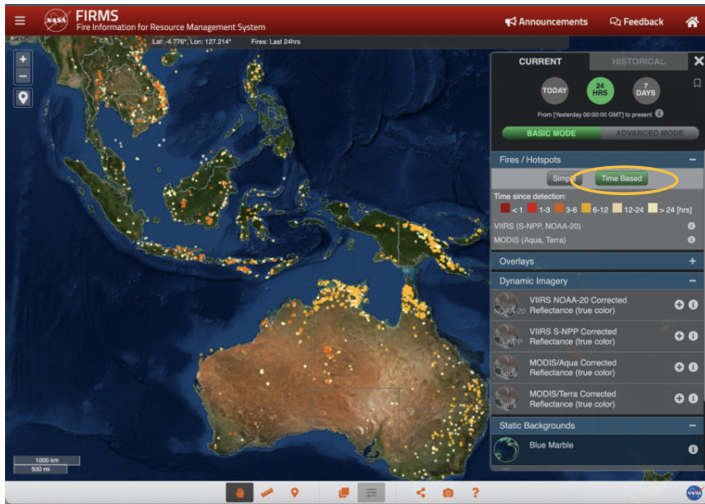 NASA
FIRMS
Fire Information for Resource Management System
Announcements
Feedback
Lat: -4.776°, Lon: 127.214° Fires: Last 24hrs
CURRENT
HISTORICAL
TODAY
24
HRS
7
DAYS
From [Yesterday 00:00:00 GMT] to present
BASIC MODE
ADVANCED MODE
Fires / Hotspots
Simple
Time Based
Time since detection:
< 1 1-3 3-6 6-12 12-24 > 24 [hrs]
VIIRS (S-NPP, NOAA-20)
MODIS (Aqua, Terra)
Overlays
Dynamic Imagery
NOAA-20
VIIRS NOAA-20 Corrected
Reflectance (true color)
VIIRS S-NPP Corrected
Reflectance (true color)
MODIS/Aqua Corrected
Reflectance (true color)
MODIS/Terra Corrected
Reflectance (true color)
Static Backgrounds
Blue Marble
1000 km
500 mi
NASA